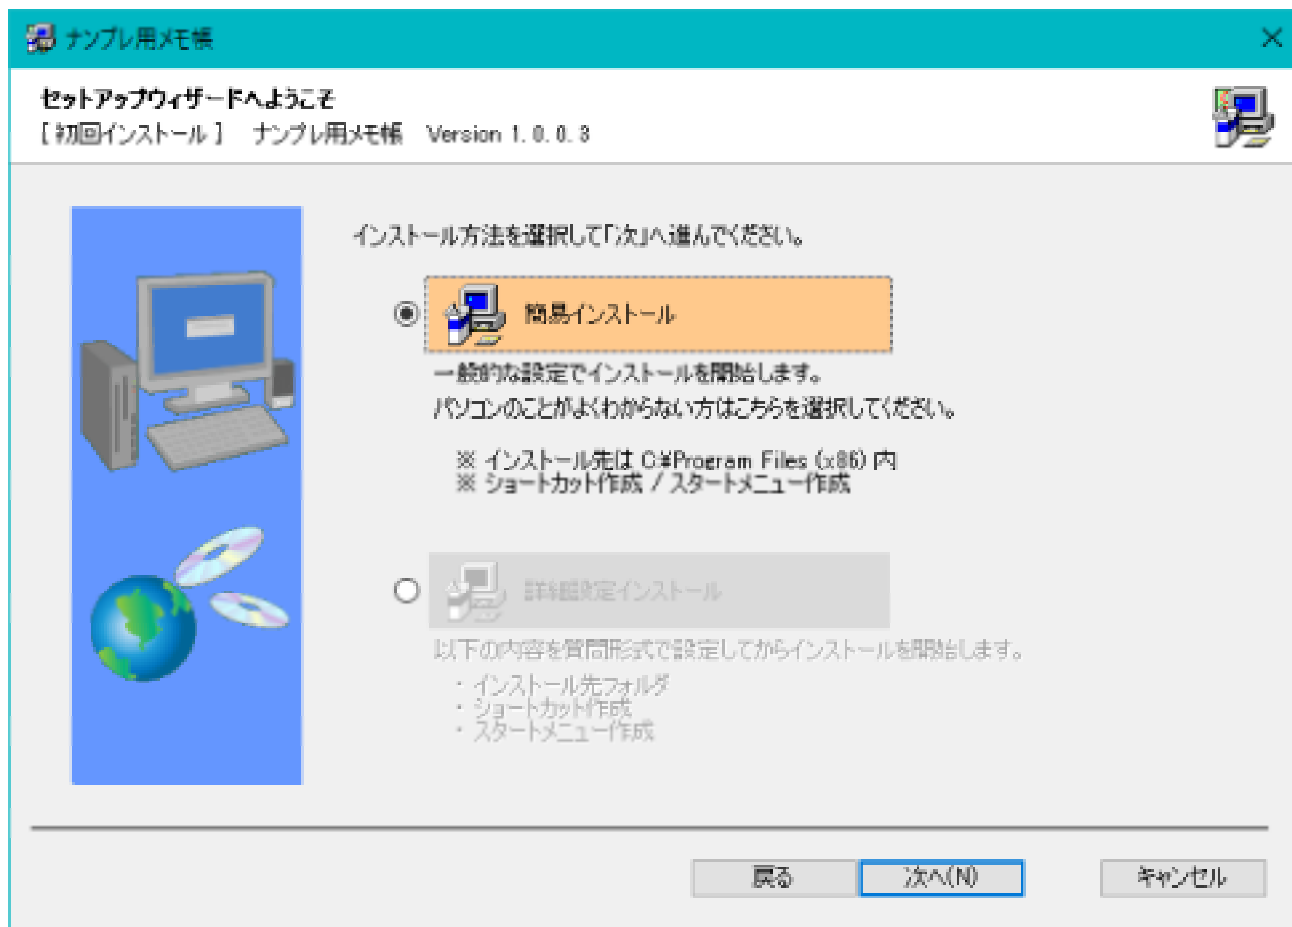 ナンプレ用メモ帳
セットアップウィザードへようこそ
[ 初回インストール ] ナンプレ用メモ帳 Version 1.0.0.3
インストール方法を選択して「次」へ進んでください。
簡易インストール
一般的な設定でインストールを開始します。
パソコンのことがよくわからない方はこちらを選択してください。
※ インストール先は C:¥Program Files (x86) 内
※ ショートカット作成 / スタートメニュー作成
詳細設定インストール
以下の内容を質問形式で設定してからインストールを開始します。
・ インストール先フォルダ
・ ショートカット作成
・ スタートメニュー作成
戻る
次へ(N)
キャンセル